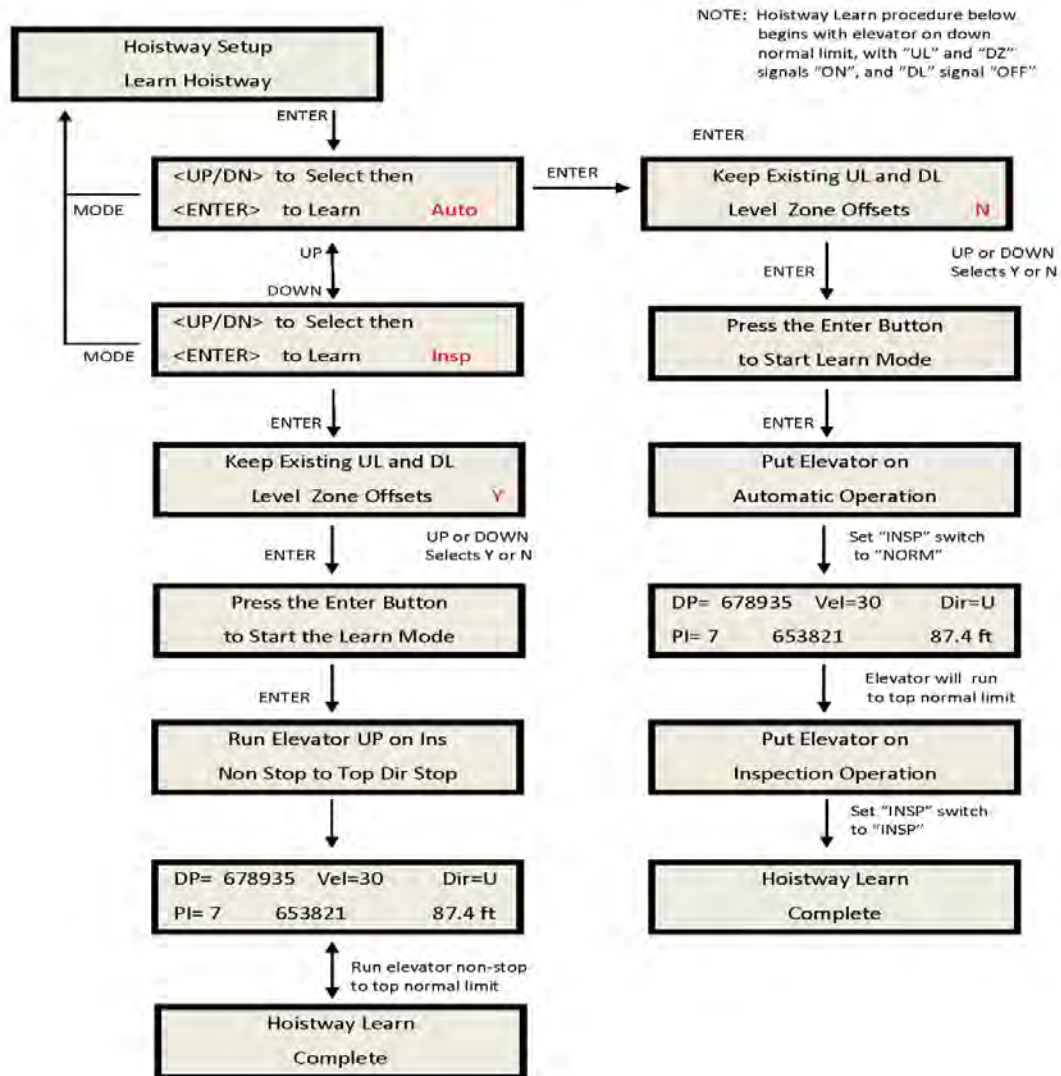 NOTE: Hoistway Learn procedure below
begins with elevator on down
normal limit, with “UL” and “DZ”
signals “ON”, and “DL” signal “OFF”
Hoistway Setup
Learn Hoistway
ENTER
<UP/DN> to Select then
<ENTER> to Learn Auto
MODE
ENTER
ENTER
Keep Existing UL and DL
Level Zone Offsets N
UP
DOWN
<UP/DN> to Select then
<ENTER> to Learn Insp
MODE
ENTER
Keep Existing UL and DL
Level Zone Offsets Y
ENTER
UP or DOWN
Selects Y or N
Press the Enter Button
to Start the Learn Mode
ENTER
Run Elevator UP on Ins
Non Stop to Top Dir Stop
DP= 678935 Vel=30 Dir=U
PI= 7 653821 87.4 ft
Run elevator non-stop
to top normal limit
Hoistway Learn
Complete
ENTER
UP or DOWN
Selects Y or N
Press the Enter Button
to Start Learn Mode
ENTER
Put Elevator on
Automatic Operation
Set “INSP” switch
to “NORM”
DP= 678935 Vel=30 Dir=U
PI= 7 653821 87.4 ft
Elevator will run
to top normal limit
Put Elevator on
Inspection Operation
Set “INSP” switch
to “INSP”
Hoistway Learn
Complete